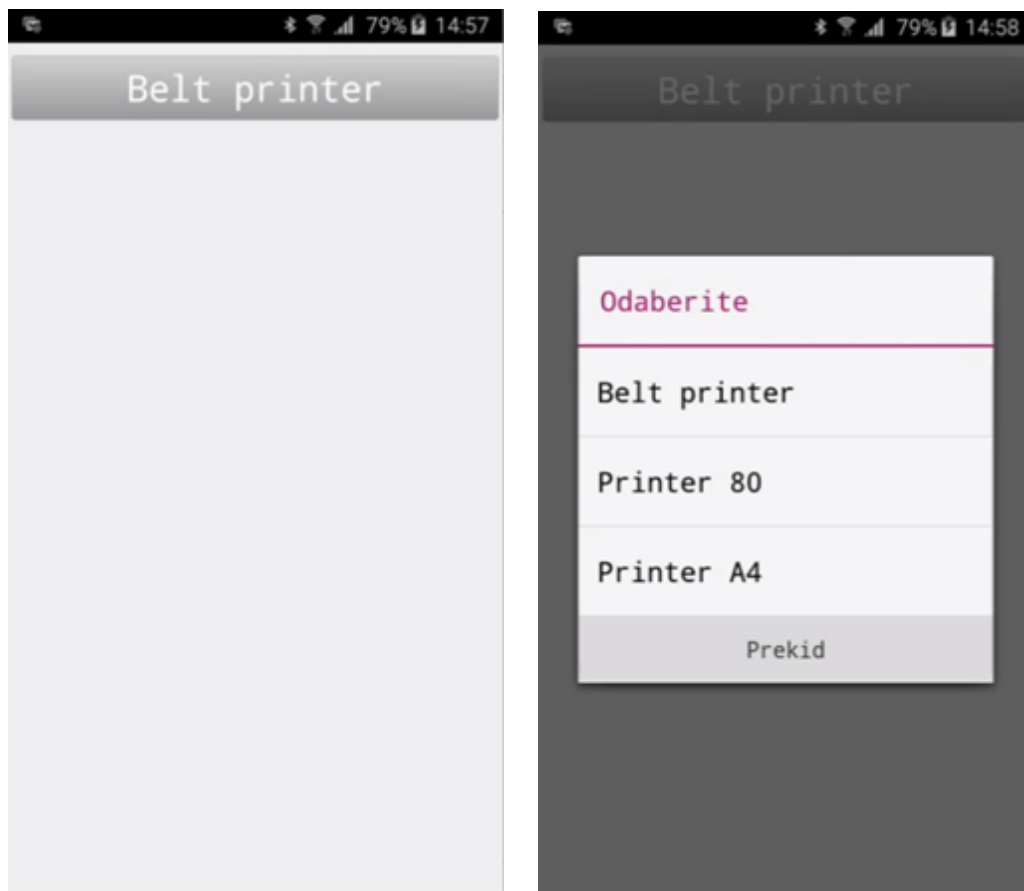 79% 14:57
Belt printer
79% 14:58
Belt printer
Odaberite
Belt printer
Printer 80
Printer A4
Prekid